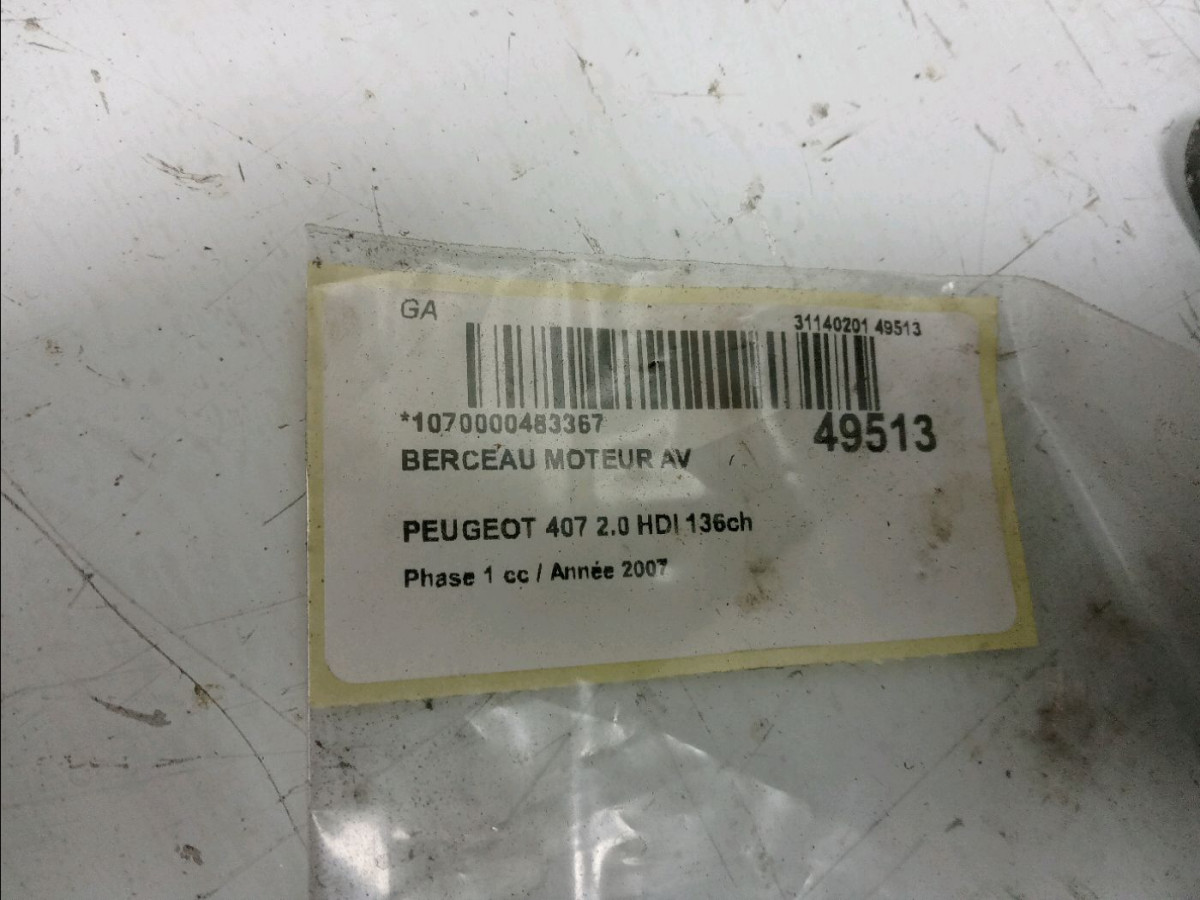 GA
31140201 49513
*1070000483367
49513
BERCEAU MOTEUR AV
PEUGEOT 407 2.0 HDI 136ch
Phase 1 cc / Année 2007